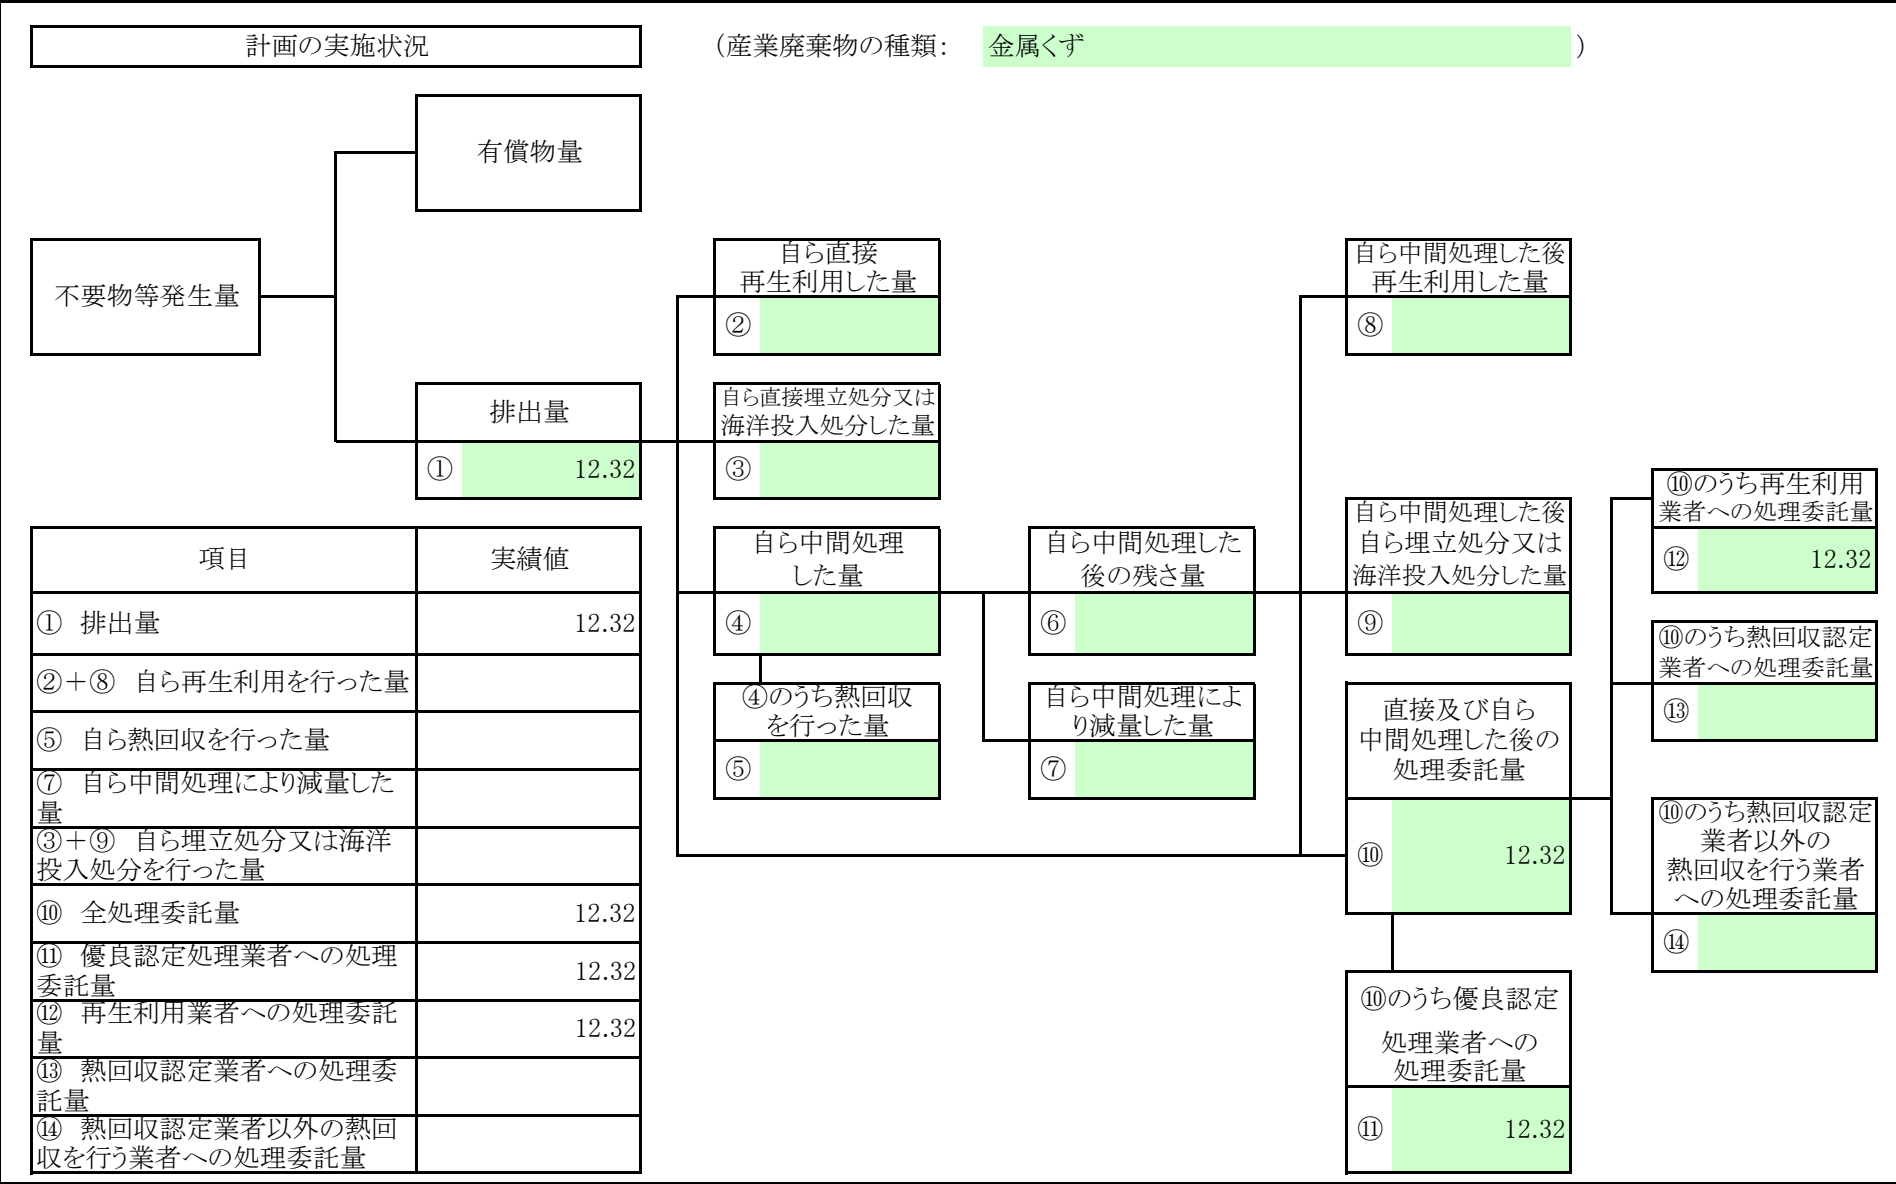 計画の実施状況
（産業廃棄物の種類： 金属くず ）
有償物量
不要物等発生量
自ら直接
再生利用した量
②
自ら中間処理した後
再生利用した量
⑧
排出量
① 12.32
自ら直接埋立処分又は
海洋投入処分した量
③
自ら中間処理
した量
④
自ら中間処理した
後の残さ量
⑥
自ら中間処理した後
自ら埋立処分又は
海洋投入処分した量
⑨
⑩のうち再生利用
業者への処理委託量
⑫ 12.32
⑩のうち熱回収認定
業者への処理委託量
⑬
④のうち熱回収
を行った量
⑤
自ら中間処理によ
り減量した量
⑦
直接及び自ら
中間処理した後の
処理委託量
⑩ 12.32
⑩のうち熱回収認定
業者以外の
熱回収を行う業者
への処理委託量
⑭
⑩のうち優良認定
処理業者への
処理委託量
⑪ 12.32
項目 実績値
① 排出量 12.32
②＋⑧ 自ら再生利用を行った量
⑤ 自ら熱回収を行った量
⑦ 自ら中間処理により減量した
量
③＋⑨ 自ら埋立処分又は海洋
投入処分を行った量
⑩ 全処理委託量 12.32
⑪ 優良認定処理業者への処理
委託量 12.32
⑫ 再生利用業者への処理委託
量 12.32
⑬ 熱回収認定業者への処理委
託量
⑭ 熱回収認定業者以外の熱回
収を行う業者への処理委託量